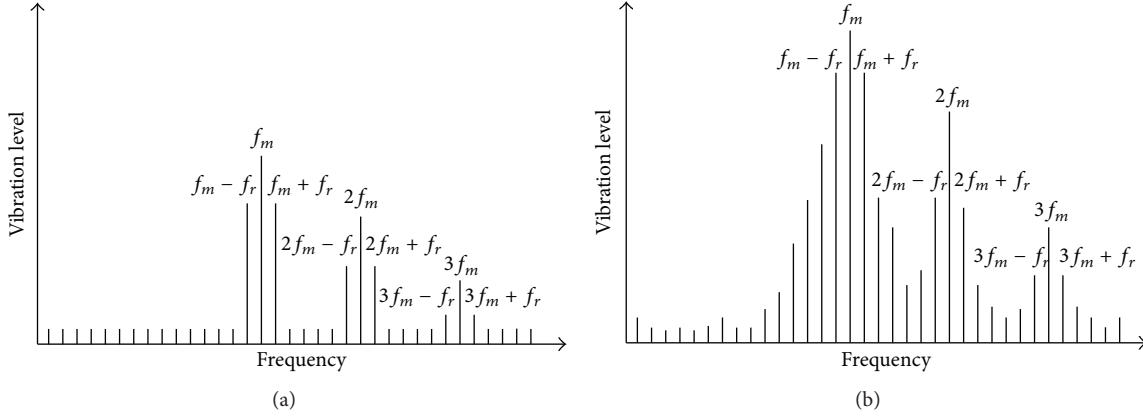 Vibration level
f_m
f_m − f_r
f_m + f_r
2f_m
2f_m − f_r
2f_m + f_r
3f_m
3f_m − f_r
3f_m + f_r
Frequency
(a)
Vibration level
f_m
f_m − f_r
f_m + f_r
2f_m
2f_m − f_r
2f_m + f_r
3f_m
3f_m − f_r
3f_m + f_r
Frequency
(b)